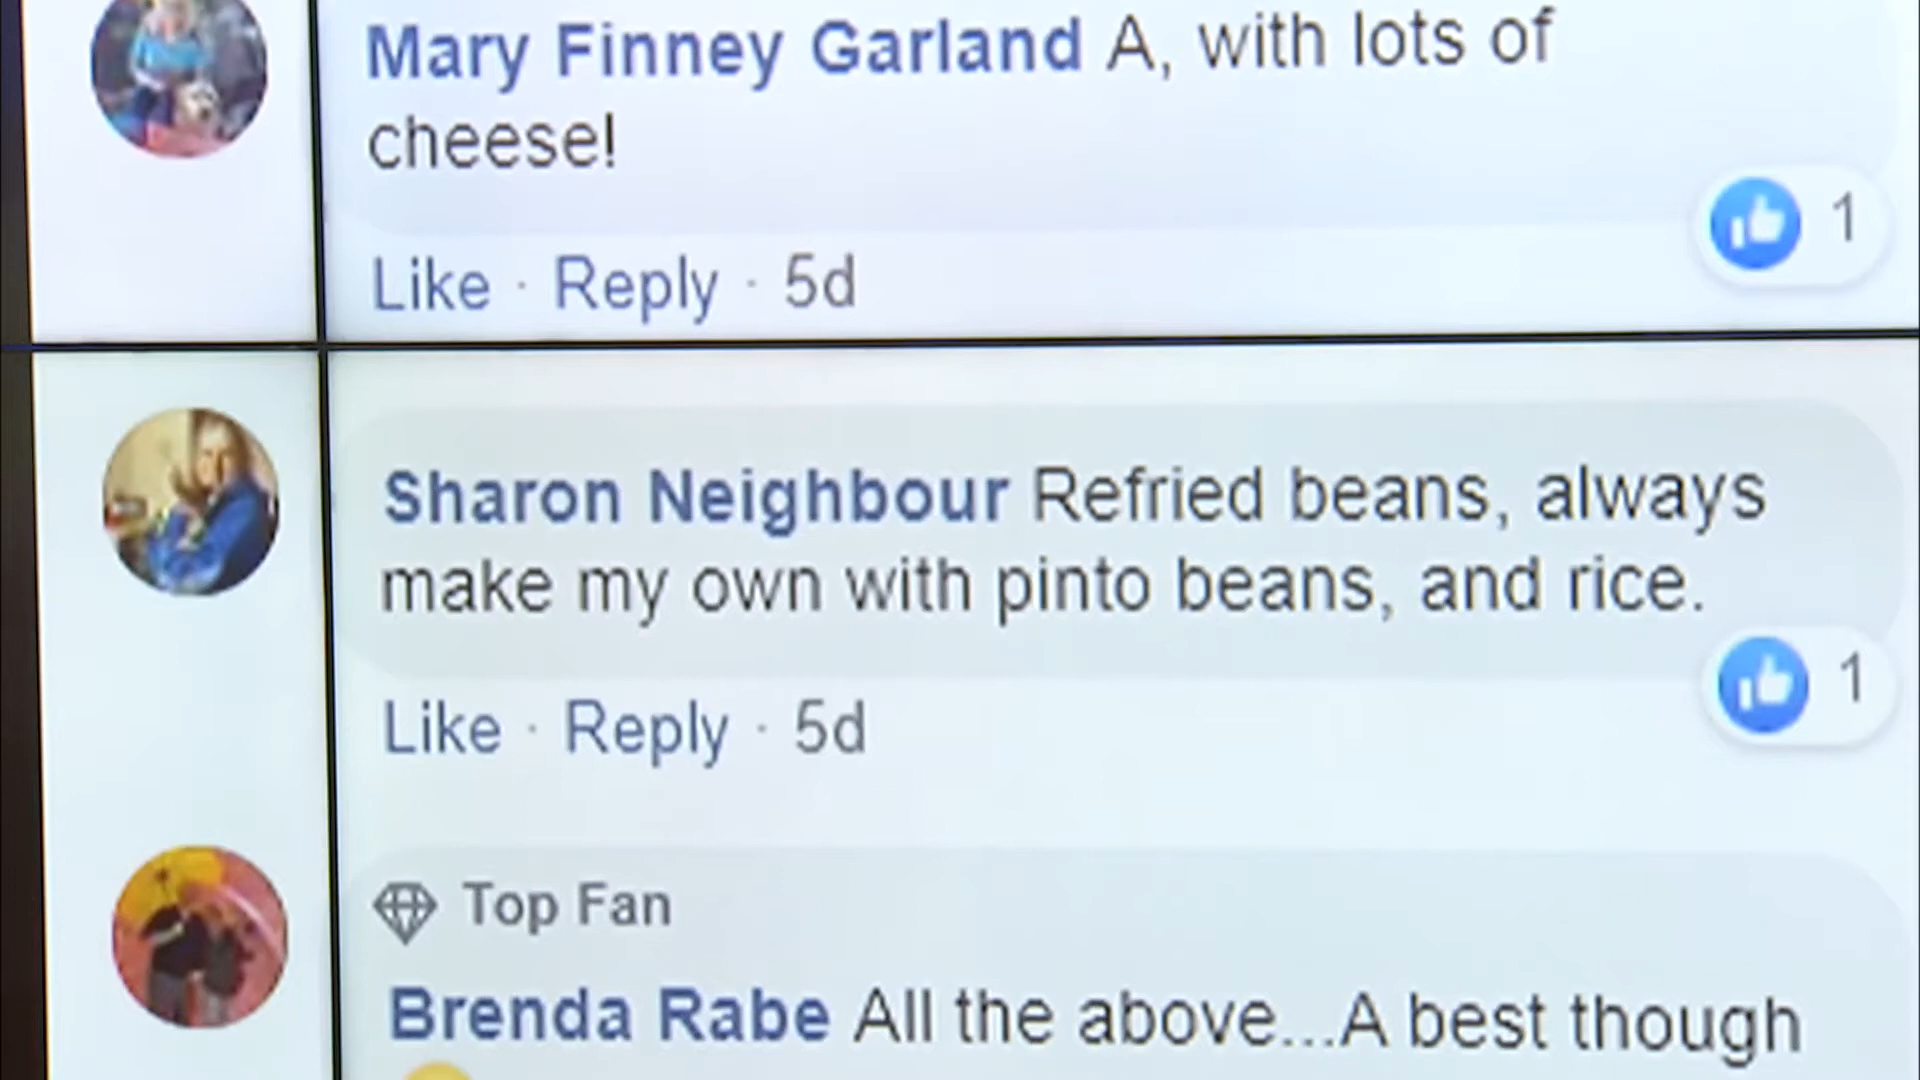 Mary Finney Garland A, with lots of
cheese!
1
Like · Reply · 5d
Sharon Neighbour Refried beans, always
make my own with pinto beans, and rice.
1
Like · Reply · 5d
Top Fan
Brenda Rabe All the above...A best though